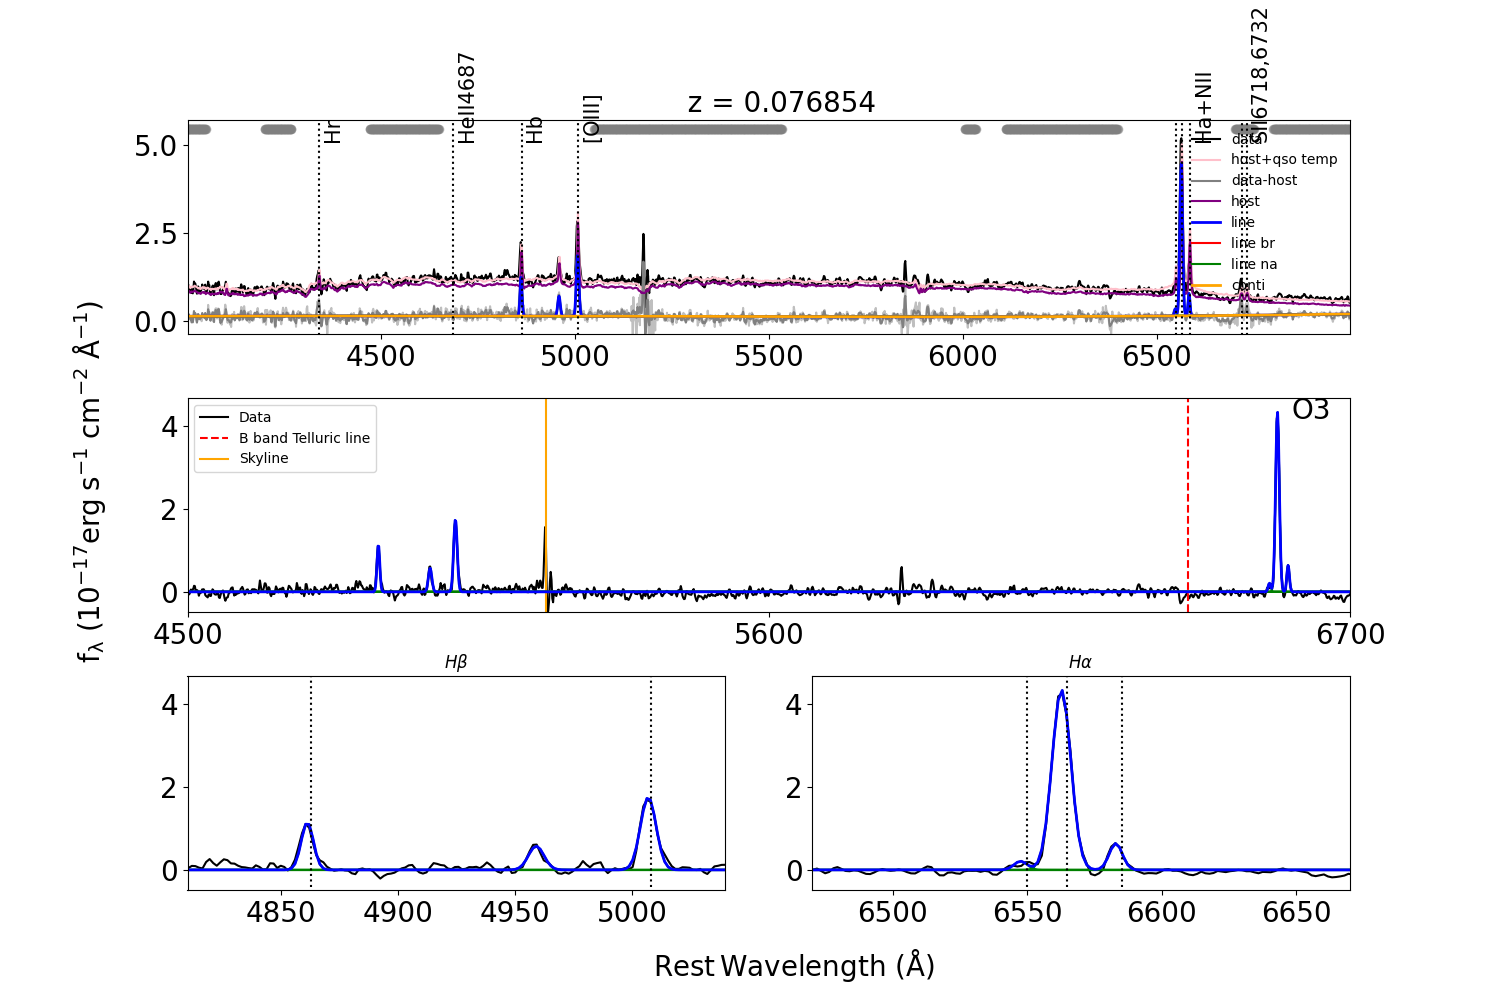 z = 0.076854
Hr
HeII4687
Hb
[OIII]
Ha+NII
SII6718,6732
5.0
2.5
0.0
data
host+qso temp
data-host
host
line
line br
line na
conti
4500
5000
5500
6000
6500
fλ (10⁻¹⁷erg s⁻¹ cm⁻² Å⁻¹)
4
2
0
Data
B band Telluric line
Skyline
O3
4500
5600
6700
Hβ
4
2
0
4850
4900
4950
5000
Hα
4
2
0
6500
6550
6600
6650
Rest Wavelength (Å)